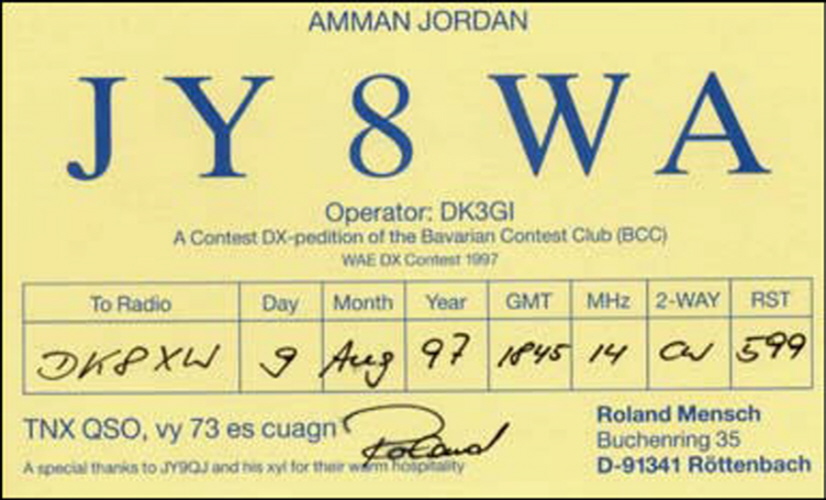 AMMAN JORDAN
JY8WA
Operator: DK3GI
A Contest DX-pedition of the Bavarian Contest Club (BCC)
WAE DX Contest 1997
To Radio Day Month Year GMT MHz 2-WAY RST
DK8XW 9 Aug 97 1845 14 CW 599
TNX QSO, vy 73 es cuagn Roland
A special thanks to JY9QJ and his xyl for their warm hospitality
Roland Mensch
Buchenring 35
D-91341 Röttenbach